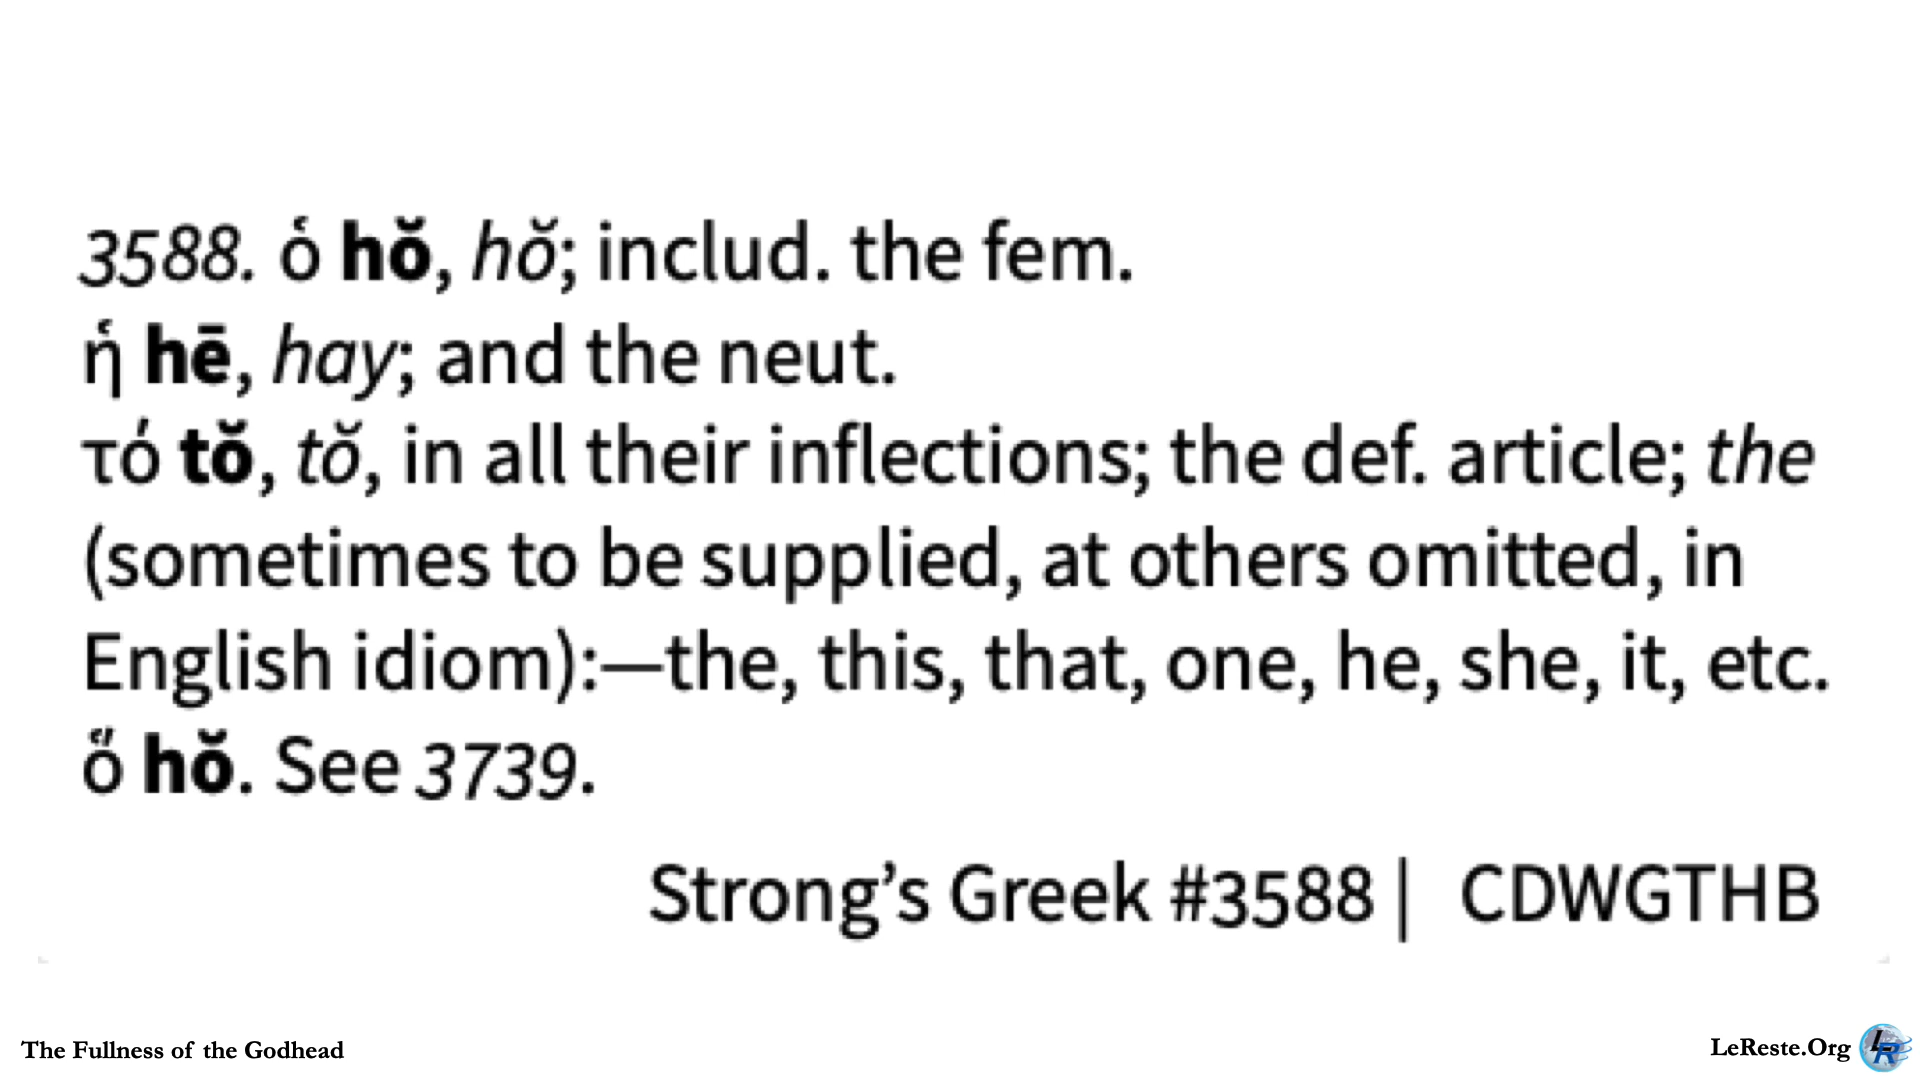 3588. ὁ hŏ, hŏ; includ. the fem.
ἡ hē, hay; and the neut.
τό tŏ, tŏ, in all their inflections; the def. article; the
(sometimes to be supplied, at others omitted, in
English idiom):—the, this, that, one, he, she, it, etc.
ὅ hŏ. See 3739.
Strong’s Greek #3588 | CDWGTHB
The Fullness of the Godhead
LeReste.Org LR